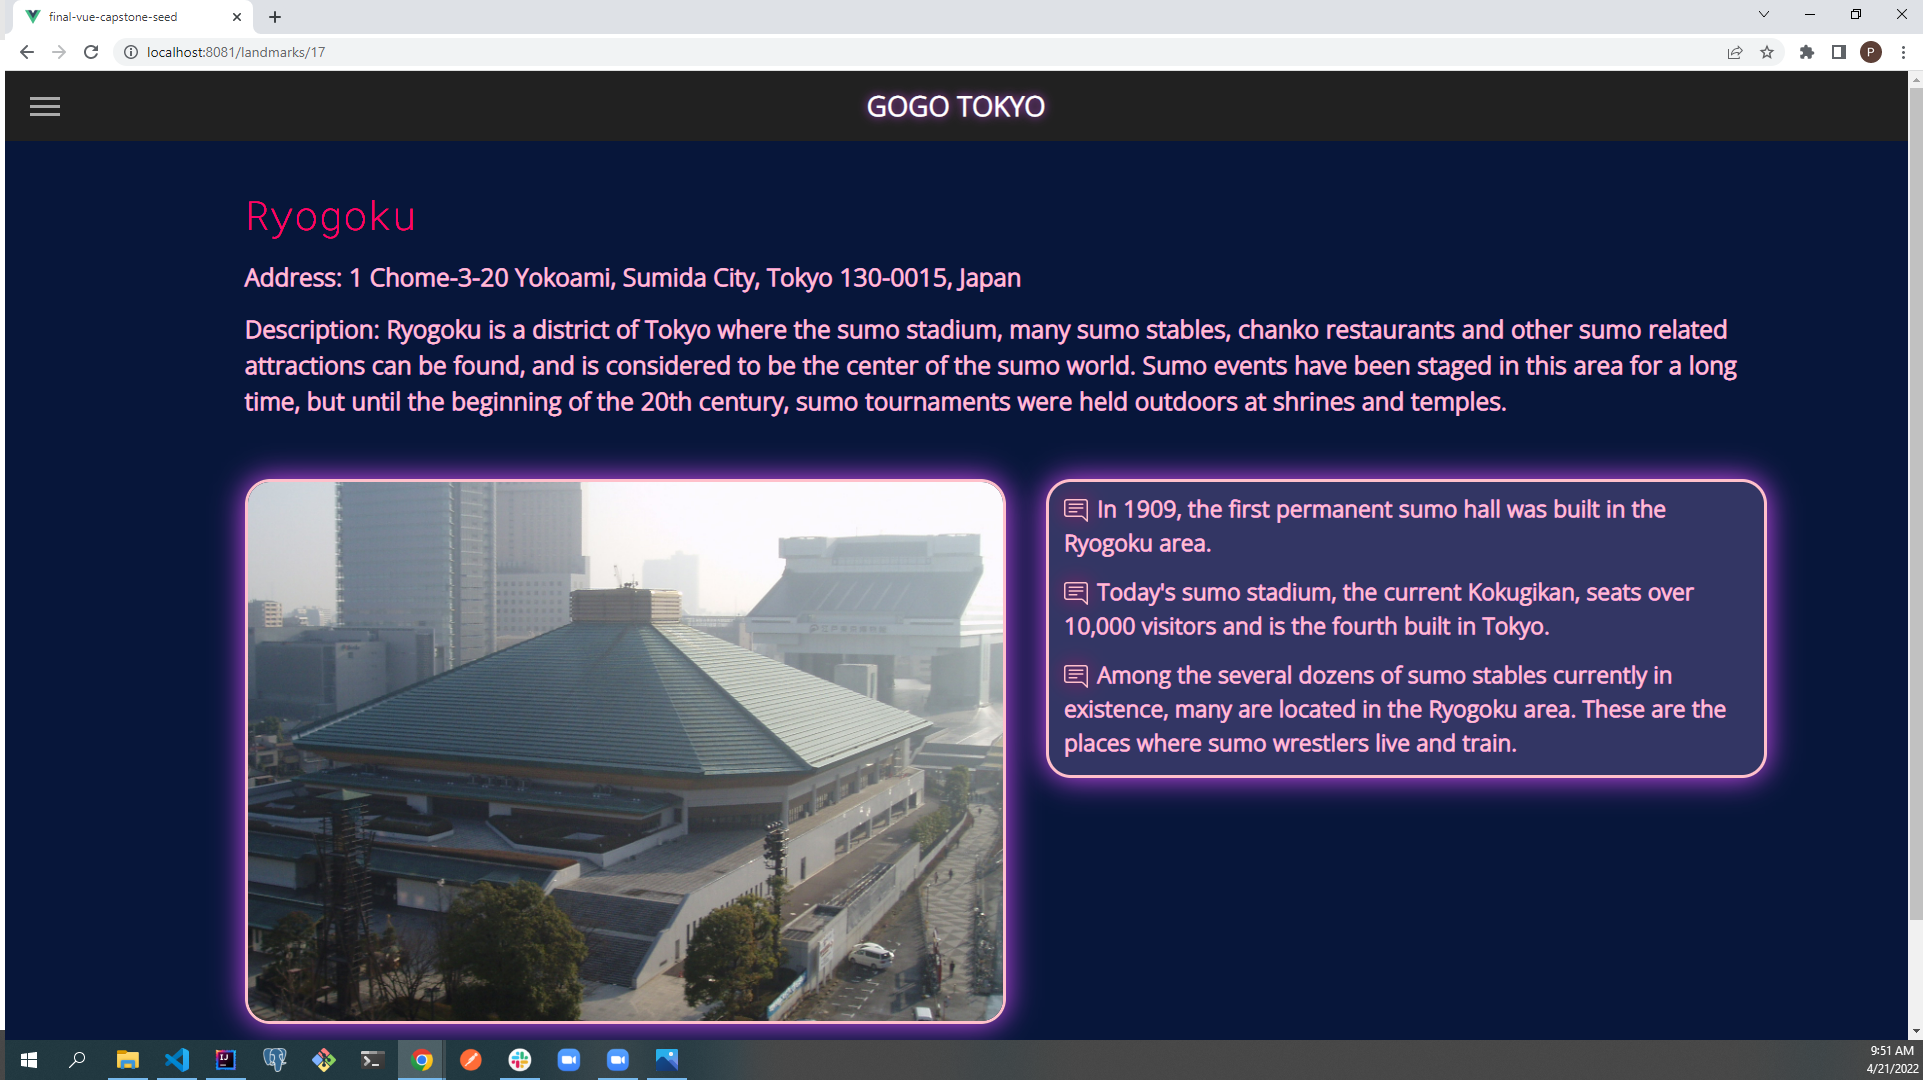 final-vue-capstone-seed
localhost:8081/landmarks/17
P
GOGO TOKYO
Ryogoku
Address: 1 Chome-3-20 Yokoami, Sumida City, Tokyo 130-0015, Japan
Description: Ryogoku is a district of Tokyo where the sumo stadium, many sumo stables, chanko restaurants and other sumo related
attractions can be found, and is considered to be the center of the sumo world. Sumo events have been staged in this area for a long
time, but until the beginning of the 20th century, sumo tournaments were held outdoors at shrines and temples.
In 1909, the first permanent sumo hall was built in the
Ryogoku area.
Today's sumo stadium, the current Kokugikan, seats over
10,000 visitors and is the fourth built in Tokyo.
Among the several dozens of sumo stables currently in
existence, many are located in the Ryogoku area. These are the
places where sumo wrestlers live and train.
IJ
9:51 AM
4/21/2022